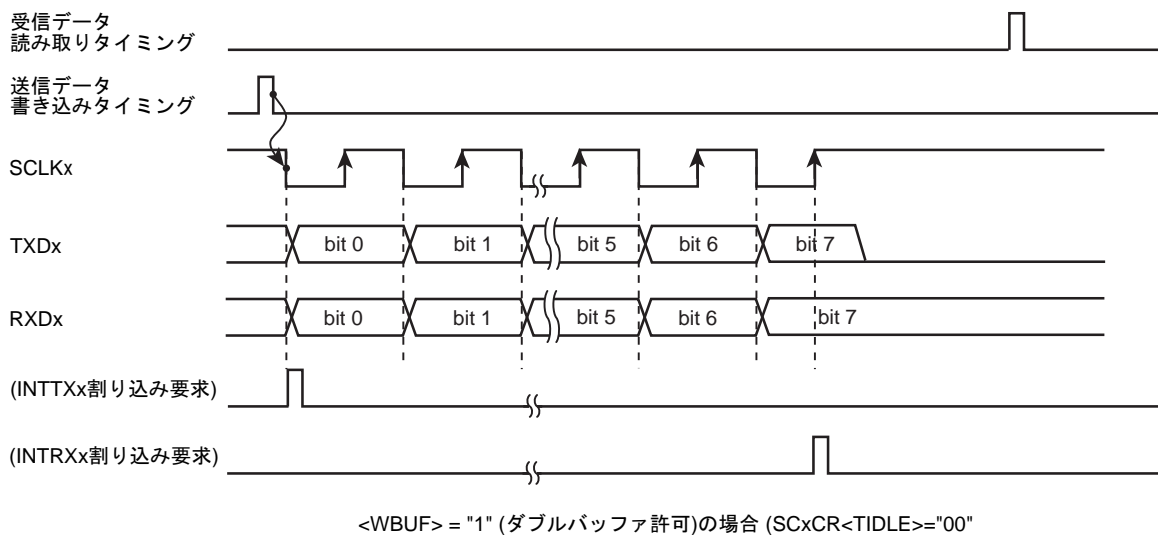 受信データ
読み取りタイミング
送信データ
書き込みタイミング
SCLKx
TXDx
bit 0
bit 1
bit 5
bit 6
bit 7
RXDx
bit 0
bit 1
bit 5
bit 6
bit 7
(INTTXx割り込み要求)
(INTRXx割り込み要求)
<WBUF> = "1" (ダブルバッファ許可)の場合 (SCxCR<TIDLE>="00"